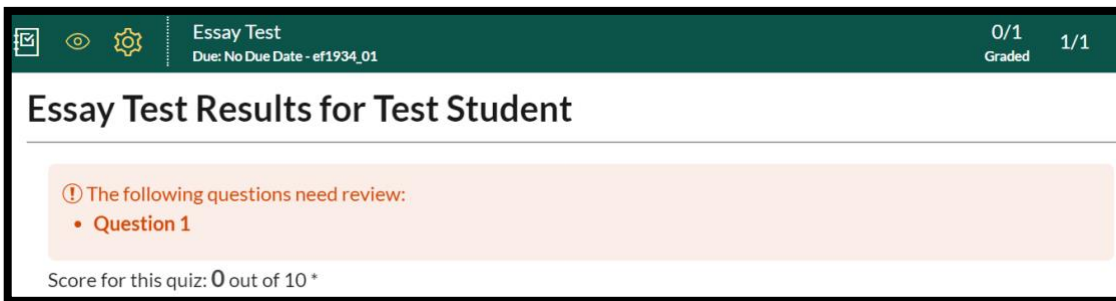 Essay Test
Due: No Due Date - ef1934_01
0/1
Graded
1/1
Essay Test Results for Test Student
The following questions need review:
• Question 1
Score for this quiz: 0 out of 10 *